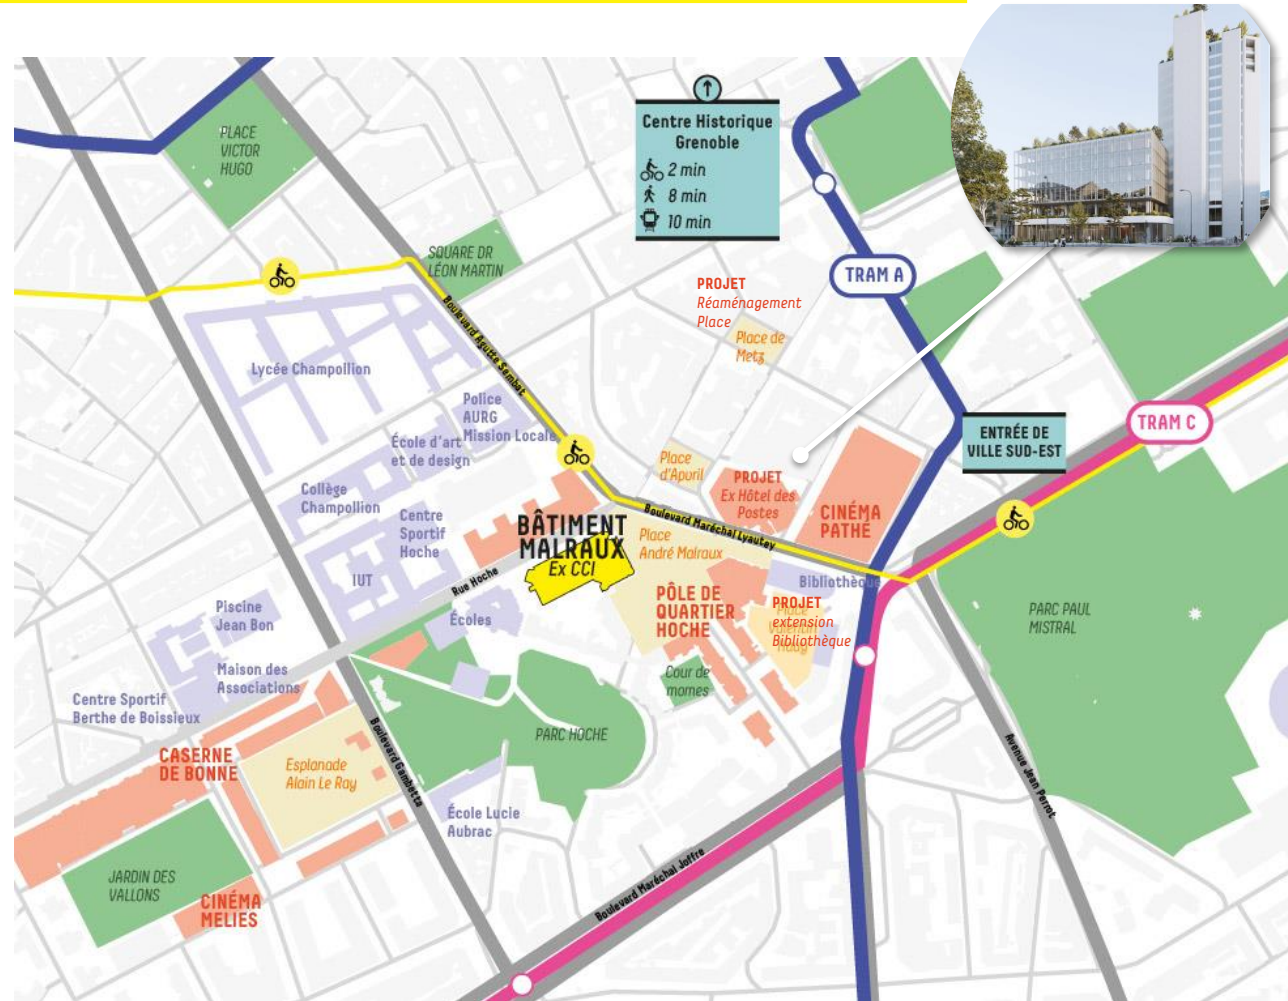 PLACE
VICTOR
HUGO
Centre Historique
Grenoble
2 min
8 min
10 min
SQUARE DR
LÉON MARTIN
TRAM A
PROJET
Réaménagement
Place
Place de
Metz
Boulevard Agutte Sembat
Lycée Champollion
Police
AURG
Mission Locale
École d'art
et de design
TRAM C
ENTRÉE DE
VILLE SUD-EST
Place
d'Apvril
PROJET
Ex Hôtel des
Postes
CINÉMA
PATHÉ
Collège
Champollion
Centre
Sportif
Hoche
BÂTIMENT
MALRAUX
Ex CCI
Boulevard Maréchal Lyautey
Place
André Malraux
IUT
Rue Hoche
Bibliothèque
PÔLE DE
QUARTIER
HOCHE
PROJET
extension
Bibliothèque
Place
Valentin
Haüy
Piscine
Jean Bon
Écoles
PARC PAUL
MISTRAL
Maison des
Associations
Cour de
momes
Centre Sportif
Berthe de Boissieux
PARC HOCHE
CASERNE
DE BONNE
Esplanade
Alain Le Ray
Boulevard Gambetta
Avenue Jean Perrot
École Lucie
Aubrac
JARDIN DES
VALLONS
CINÉMA
MELIES
Boulevard Maréchal Joffre